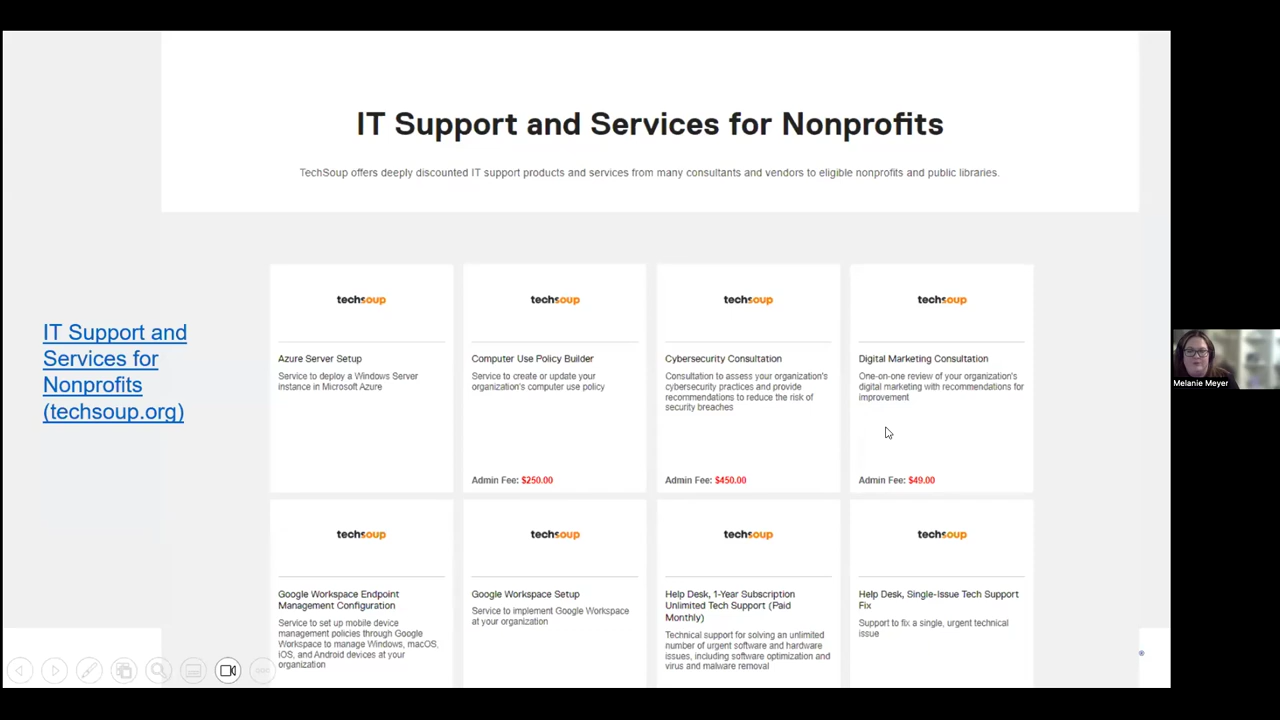 IT Support and Services for Nonprofits
TechSoup offers deeply discounted IT support products and services from many consultants and vendors to eligible nonprofits and public libraries.
IT Support and
Services for
Nonprofits
(techsoup.org)
techsoup
Azure Server Setup
Service to deploy a Windows Server
instance in Microsoft Azure
techsoup
Computer Use Policy Builder
Service to create or update your
organization's computer use policy
Admin Fee: $250.00
techsoup
Cybersecurity Consultation
Consultation to assess your organization's
cybersecurity practices and provide
recommendations to reduce the risk of
security breaches
Admin Fee: $450.00
techsoup
Digital Marketing Consultation
One-on-one review of your organization's
digital marketing with recommendations for
improvement
Admin Fee: $49.00
techsoup
Google Workspace Endpoint
Management Configuration
Service to set up mobile device
management policies through Google
Workspace to manage Windows, macOS,
iOS, and Android devices at your
organization
techsoup
Google Workspace Setup
Service to implement Google Workspace
at your organization
techsoup
Help Desk, 1-Year Subscription
Unlimited Tech Support (Paid
Monthly)
Technical support for solving an unlimited
number of urgent software and hardware
issues, including software optimization and
virus and malware removal
techsoup
Help Desk, Single-Issue Tech Support
Fix
Support to fix a single, urgent technical
issue
®
Melanie Meyer